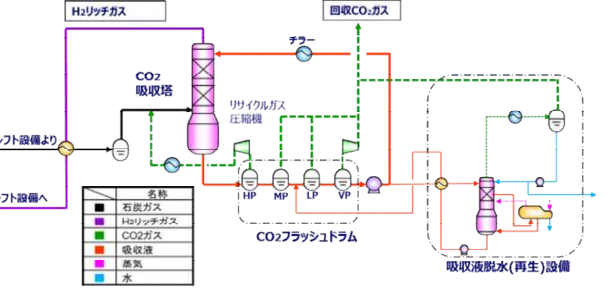 H2リッチガス
回収CO2ガス
チラー
CO2
吸収塔
リサイクルガス
圧縮機
シフト設備より
シフト設備へ
HP
MP
LP
VP
CO2フラッシュドラム
名称
石炭ガス
H2リッチガス
CO2ガス
吸収液
蒸気
水
吸収液脱水(再生)設備